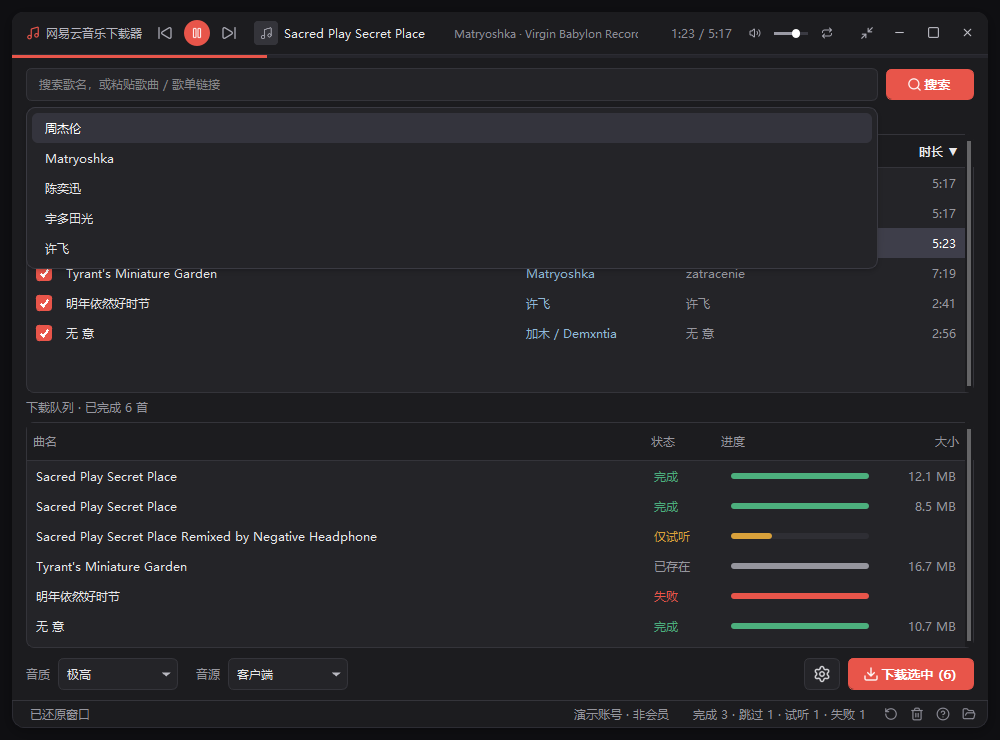 网易云音乐下载器
Sacred Play Secret Place
Matryoshka · Virgin Babylon Recor
1:23 / 5:17
搜索歌名，或粘贴歌曲 / 歌单链接
搜索
周杰伦
Matryoshka
陈奕迅
宇多田光
许飞
时长 ▼
5:17
5:17
5:23
Tyrant's Miniature Garden Matryoshka zatracenie 7:19
明年依然好时节 许飞 许飞 2:41
无 意 加木 / Demxntia 无 意 2:56
下载队列 · 已完成 6 首
曲名 状态 进度 大小
Sacred Play Secret Place 完成 12.1 MB
Sacred Play Secret Place 完成 8.5 MB
Sacred Play Secret Place Remixed by Negative Headphone 仅试听
Tyrant's Miniature Garden 已存在 16.7 MB
明年依然好时节 失败
无 意 完成 10.7 MB
音质 极高 音源 客户端 下载选中 (6)
已还原窗口 演示账号 · 非会员 完成 3 · 跳过 1 · 试听 1 · 失败 1